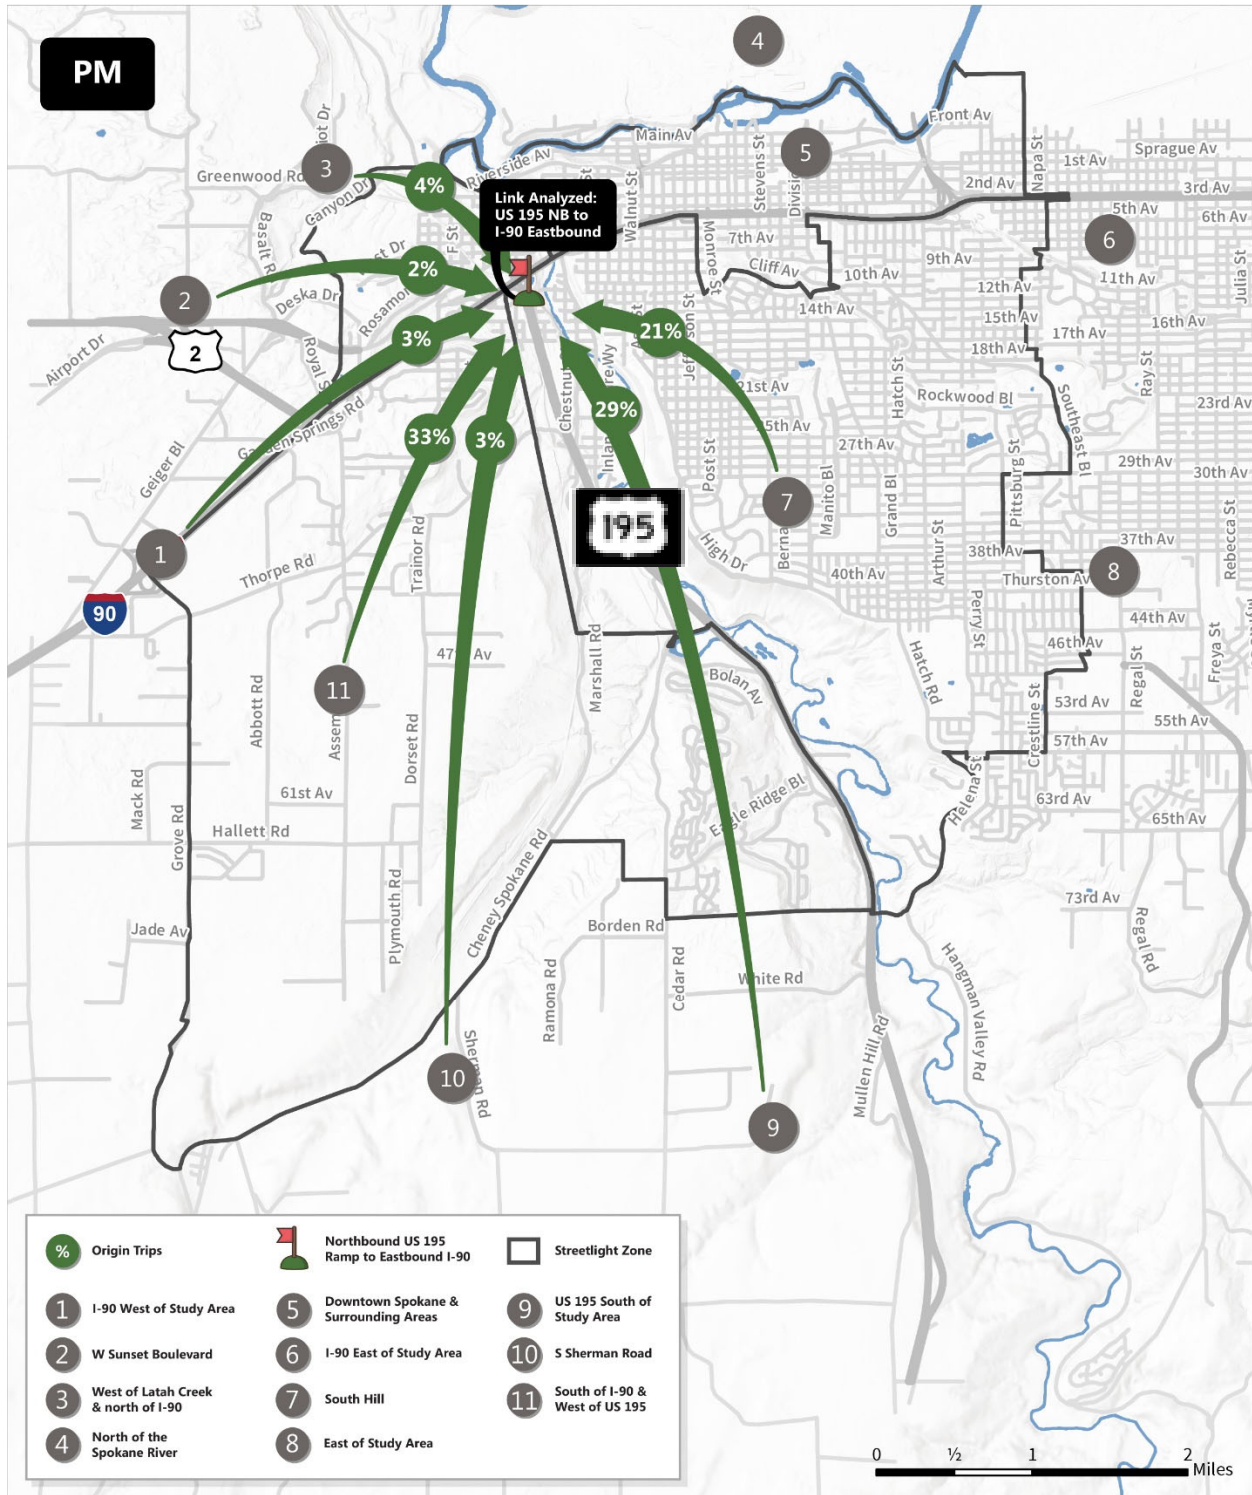 PM
4
3
5
6
2
1
11
7
8
10
9
4%
2%
3%
33%
3%
29%
21%
Link Analyzed:
US 195 NB to
I-90 Eastbound
2
90
195
Greenwood Rd
Canyon Dr
Riverside Av
Main Av
Front Av
Sprague Av
1st Av
2nd Av
3rd Av
5th Av
6th Av
7th Av
Cliff Av
9th Av
10th Av
11th Av
12th Av
14th Av
15th Av
16th Av
17th Av
18th Av
Rockwood Bl
23rd Av
27th Av
29th Av
30th Av
37th Av
38th Av
40th Av
Thurston Av
44th Av
46th Av
47th Av
53rd Av
55th Av
57th Av
61st Av
63rd Av
65th Av
73rd Av
Napa St
Julia St
Walnut St
Stevens St
Monroe St
F St
Deska Dr
Airport Dr
Geiger Bl
Thorpe Rd
Trainor Rd
Post St
Manito Bl
Hatch St
Grand Bl
Arthur St
Pittsburg St
Southeast Bl
Ray St
Rebecca St
High Dr
Perry St
Hatch Rd
Crestline St
Regal St
Freya St
Helena St
Marshall Rd
Bolan Av
Eagle Ridge Bl
Abbott Rd
Dorset Rd
Mack Rd
Grove Rd
Hallett Rd
Plymouth Rd
Jade Av
Cheney Spokane Rd
Borden Rd
Ramona Rd
Cedar Rd
White Rd
Mullen Hill Rd
Hangman Valley Rd
Regal Rd
% Origin Trips
Northbound US 195
Ramp to Eastbound I-90
Streetlight Zone
1 I-90 West of Study Area
2 W Sunset Boulevard
3 West of Latah Creek
& north of I-90
4 North of the
Spokane River
5 Downtown Spokane &
Surrounding Areas
6 I-90 East of Study Area
7 South Hill
8 East of Study Area
9 US 195 South of
Study Area
10 S Sherman Road
11 South of I-90 &
West of US 195
0 ½ 1 2
Miles